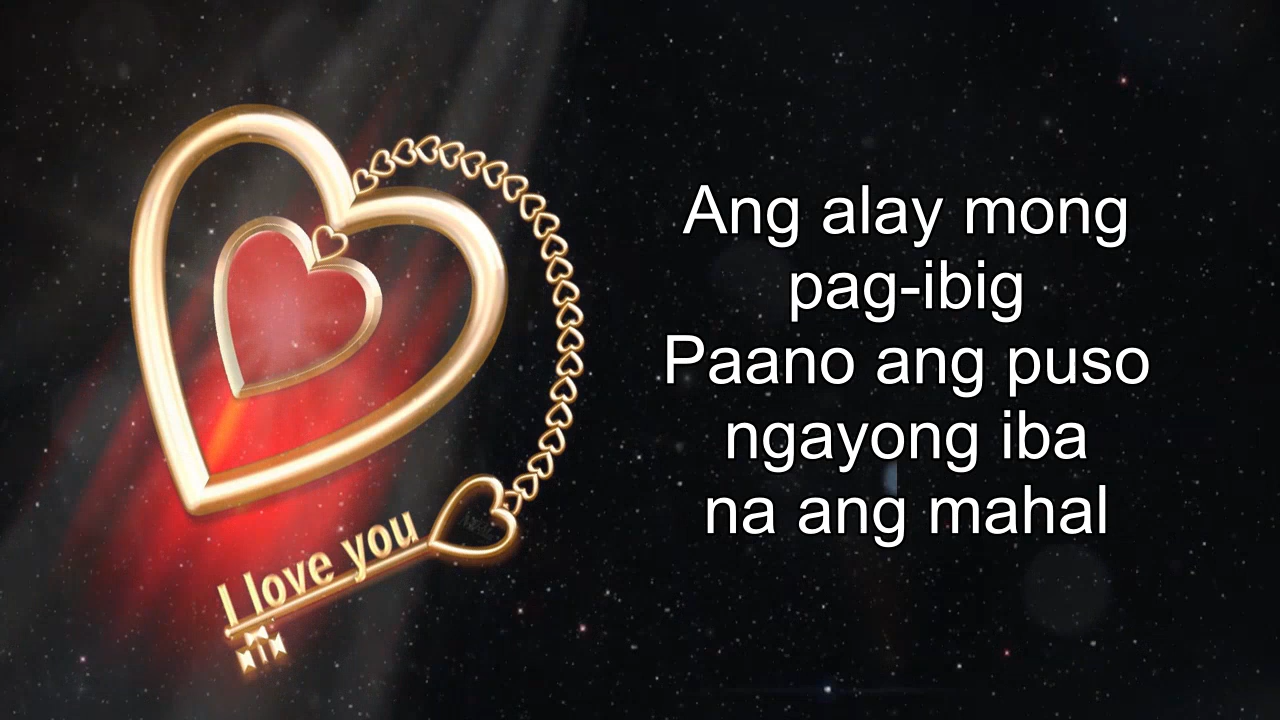 Ang alay mong
pag-ibig
Paano ang puso
ngayong iba
na ang mahal
I love you